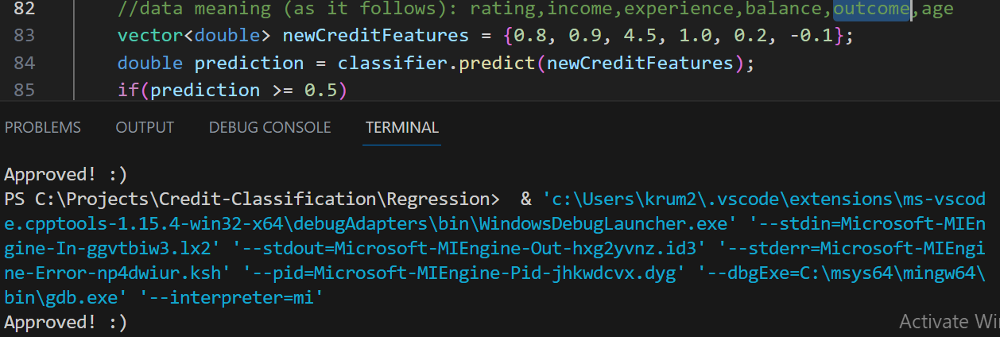 82 //data meaning (as it follows): rating,income,experience,balance,outcome,age
83 vector<double> newCreditFeatures = {0.8, 0.9, 4.5, 1.0, 0.2, -0.1};
84 double prediction = classifier.predict(newCreditFeatures);
85 if(prediction >= 0.5)
PROBLEMS OUTPUT DEBUG CONSOLE TERMINAL
Approved! :)
PS C:\Projects\Credit-Classification\Regression>  & 'c:\Users\krum2\.vscode\extensions\ms-vscod
e.cpptools-1.15.4-win32-x64\debugAdapters\bin\WindowsDebugLauncher.exe' '--stdin=Microsoft-MIEn
gine-In-ggvtbiw3.lx2' '--stdout=Microsoft-MIEngine-Out-hxg2yvnz.id3' '--stderr=Microsoft-MIEngi
ne-Error-np4dwiur.ksh' '--pid=Microsoft-MIEngine-Pid-jhkwdcvx.dyg' '--dbgExe=C:\msys64\mingw64\
bin\gdb.exe' '--interpreter=mi'
Approved! :)
Activate Wi